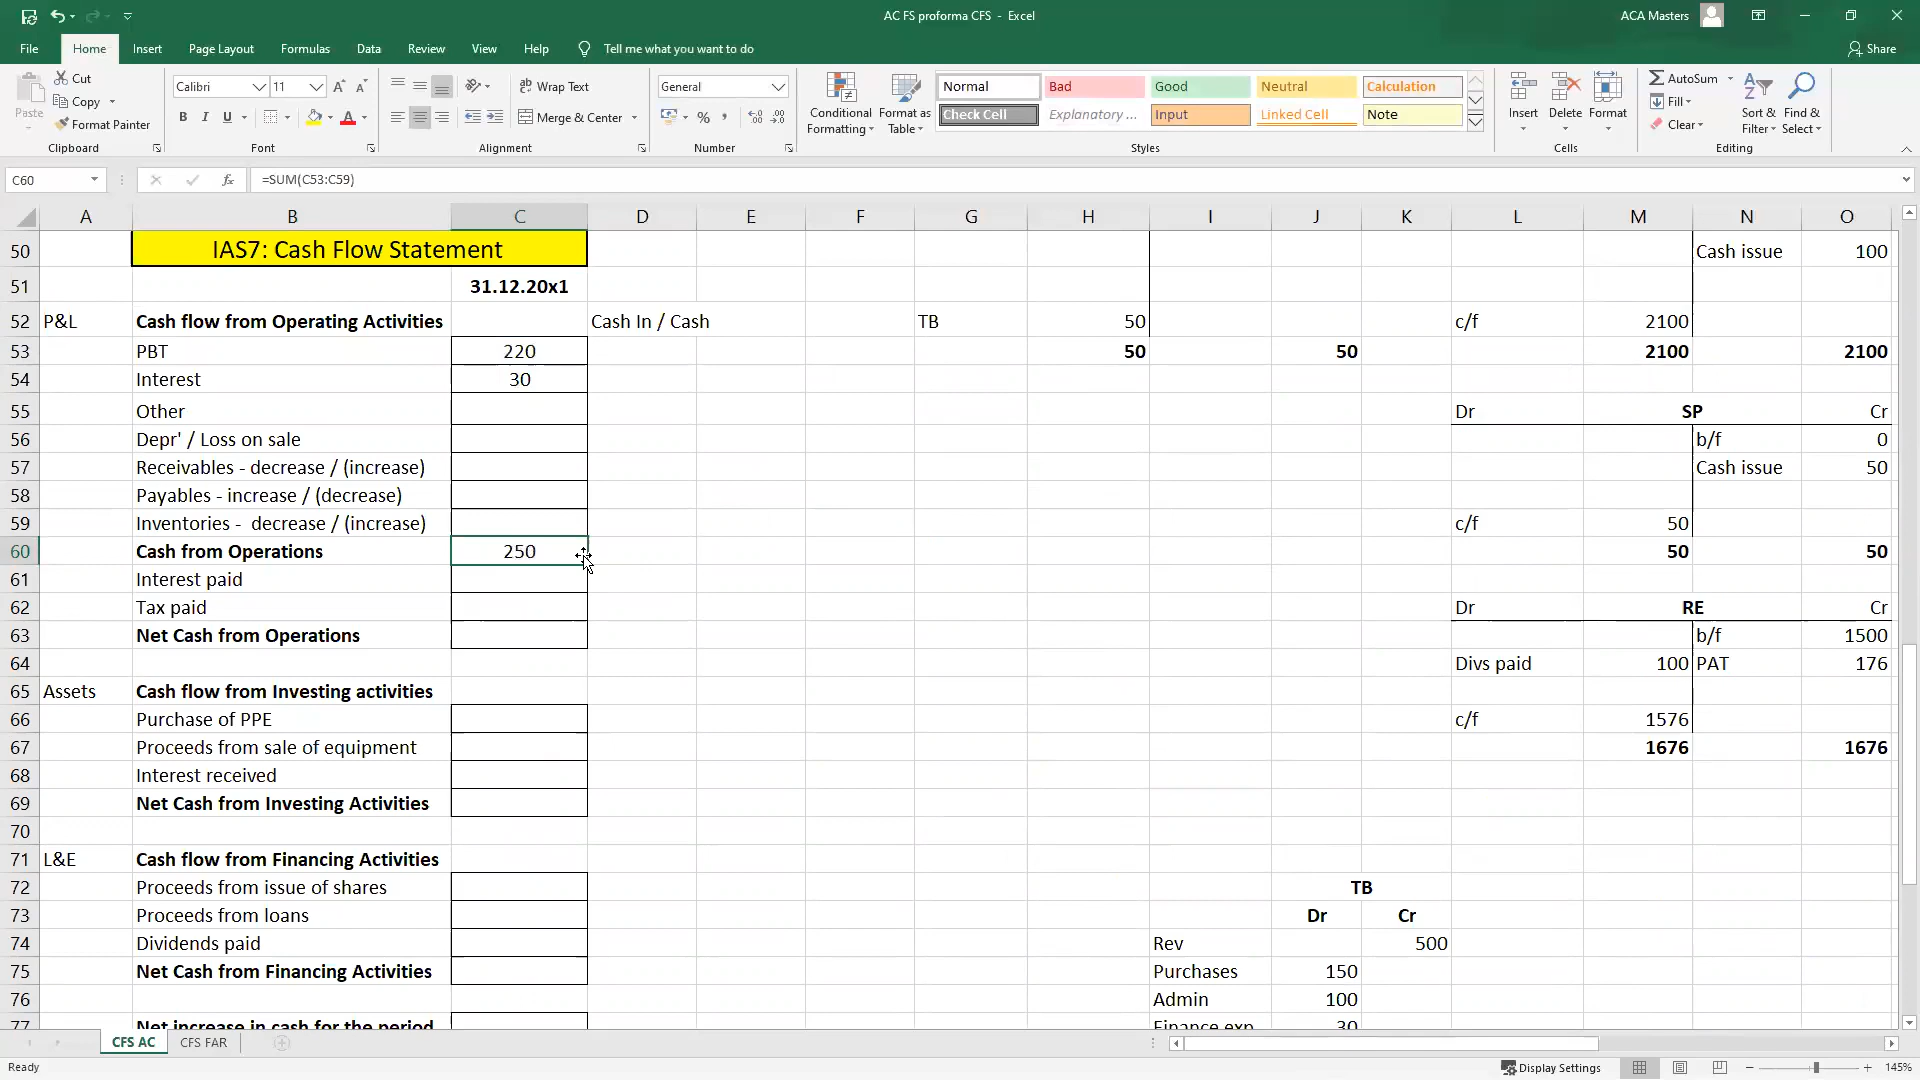 AC FS proforma CFS - Excel
ACA Masters
File Home Insert Page Layout Formulas Data Review View Help Tell me what you want to do Share
Paste Cut Copy Format Painter Clipboard
Calibri 11 A A B I U A Font
Wrap Text Merge & Center Alignment
General % , Number
Conditional Formatting Format as Table
Normal Bad Good Neutral Calculation
Check Cell Explanatory ... Input Linked Cell Note
Styles
Insert Delete Format Cells
AutoSum Fill Clear Sort & Filter Find & Select Editing
C60 fx =SUM(C53:C59)
A B C D E F G H I J K L M N O
50 IAS7: Cash Flow Statement Cash issue 100
51 31.12.20x1
52 P&L Cash flow from Operating Activities Cash In / Cash TB 50 c/f 2100
53 PBT 220 50 50 2100 2100
54 Interest 30
55 Other Dr SP Cr
56 Depr' / Loss on sale b/f 0
57 Receivables - decrease / (increase) Cash issue 50
58 Payables - increase / (decrease)
59 Inventories - decrease / (increase) c/f 50
60 Cash from Operations 250 50 50
61 Interest paid
62 Tax paid Dr RE Cr
63 Net Cash from Operations b/f 1500
64 Divs paid 100 PAT 176
65 Assets Cash flow from Investing activities
66 Purchase of PPE c/f 1576
67 Proceeds from sale of equipment 1676 1676
68 Interest received
69 Net Cash from Investing Activities
70
71 L&E Cash flow from Financing Activities
72 Proceeds from issue of shares TB
73 Proceeds from loans Dr Cr
74 Dividends paid Rev 500
75 Net Cash from Financing Activities Purchases 150
76 Admin 100
77 Net increase in cash for the period Finance exp 30
CFS AC CFS FAR
Ready Display Settings 145%